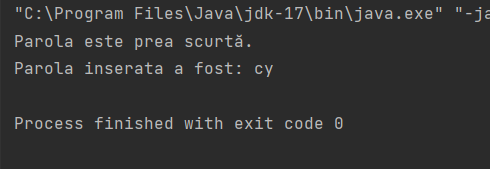 "C:\Program Files\Java\jdk-17\bin\java.exe" "-ja
Parola este prea scurtă.
Parola inserata a fost: cy
Process finished with exit code 0